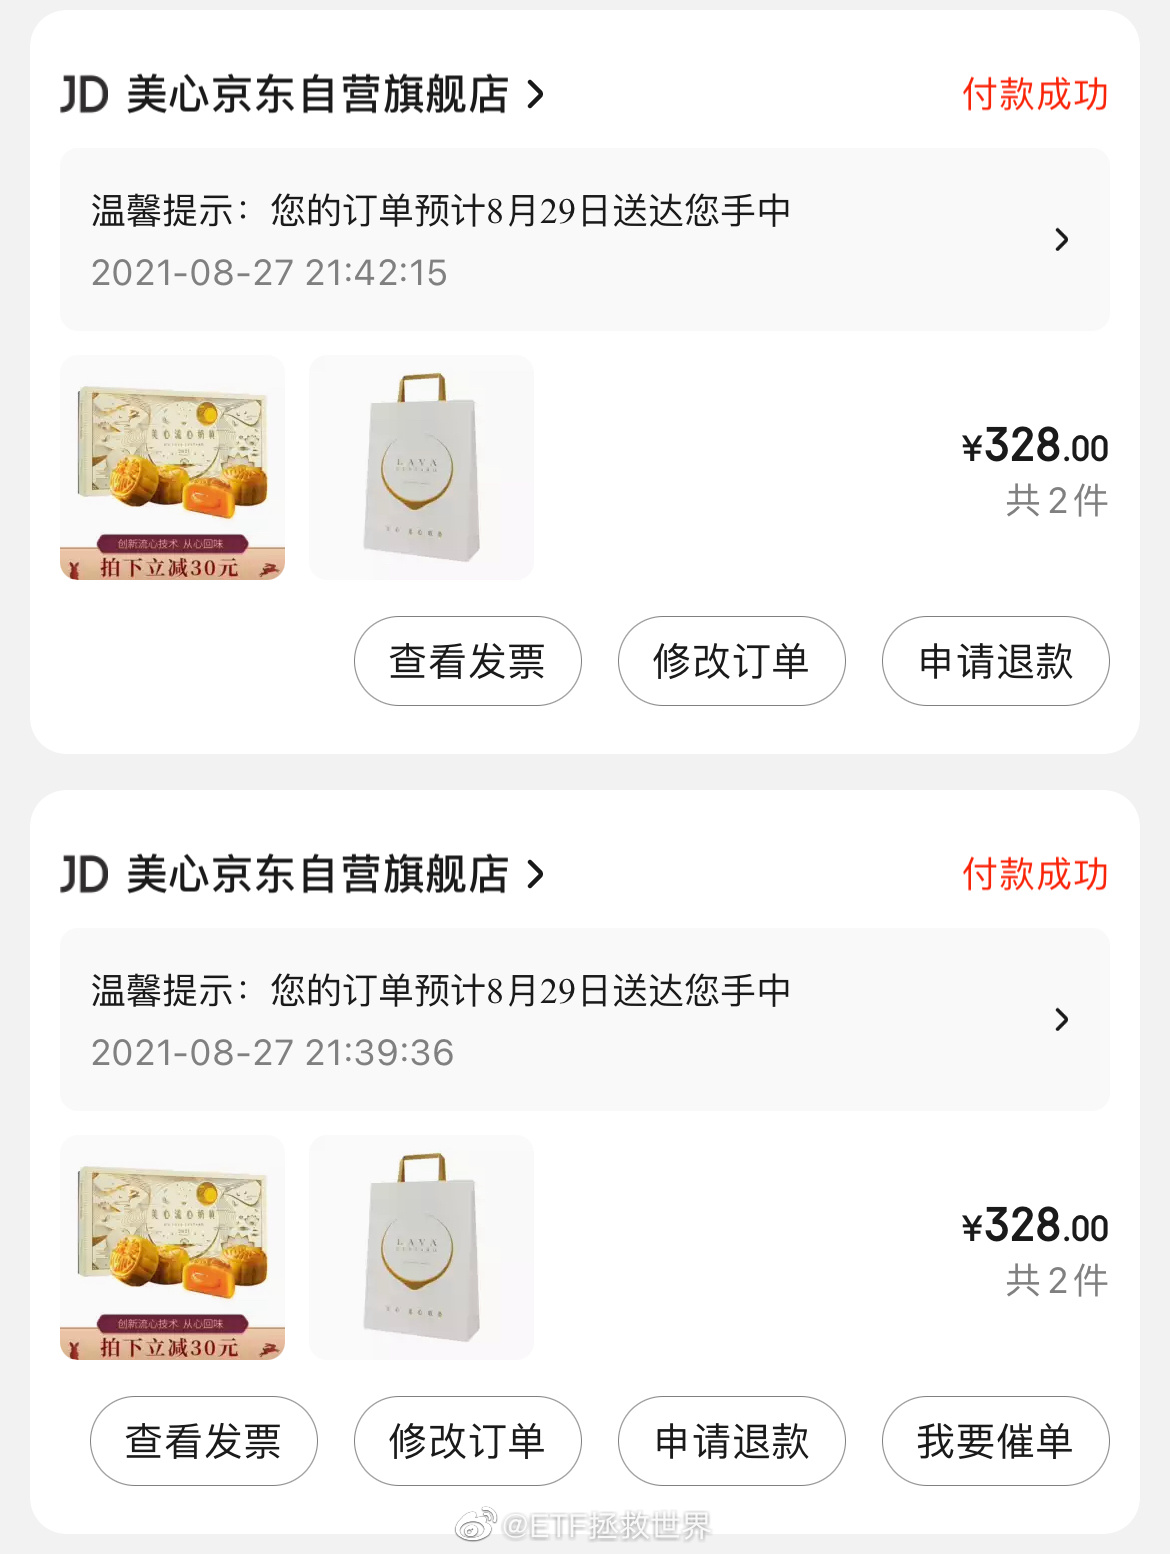 JD 美心京东自营旗舰店
付款成功
温馨提示：您的订单预计8月29日送达您手中
2021-08-27 21:42:15
美心流心奶黄
2021
创新流心技术 从心回味
拍下立减30元
LAVA
CUSTARD
¥328.00
共2件
查看发票
修改订单
申请退款
JD 美心京东自营旗舰店
付款成功
温馨提示：您的订单预计8月29日送达您手中
2021-08-27 21:39:36
美心流心奶黄
2021
创新流心技术 从心回味
拍下立减30元
LAVA
CUSTARD
¥328.00
共2件
查看发票
修改订单
申请退款
我要催单
@ETF拯救世界